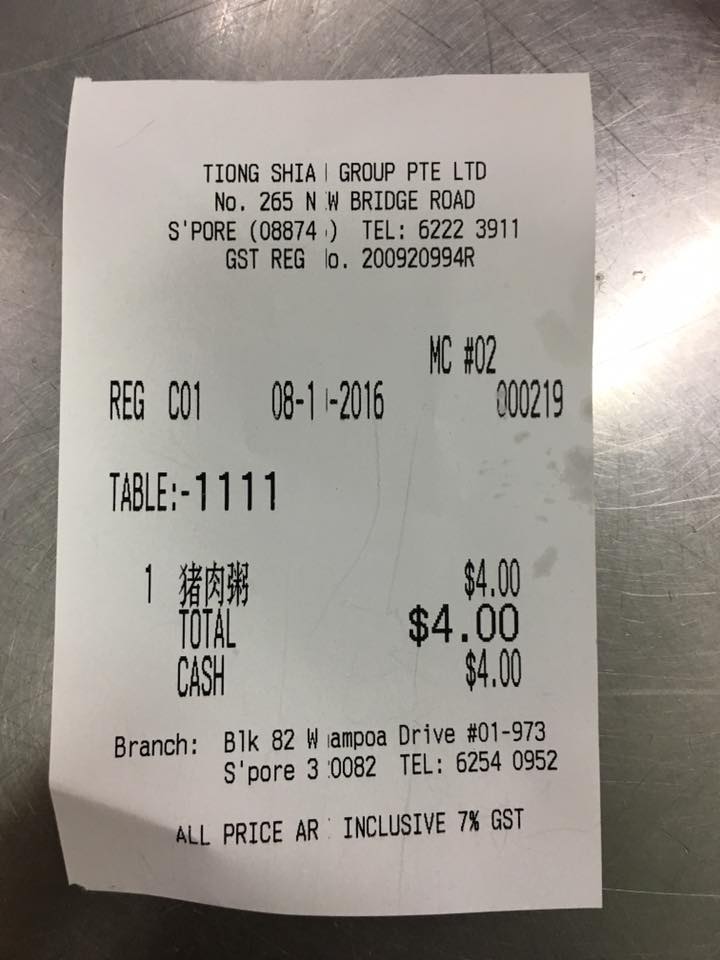 TIONG GROUP PTE LTD
No. 265 BRIDGE ROAD
S'PORE TEL: 6222 3911
GST REG 200920994R
MC #02
REG C01 000219
TABLE:-1111
1 猪肉粥 $4.00
TOTAL $4.00
CASH $4.00
Branch: Blk 82 Drive #01-973
S'pore TEL: 6254 0952
ALL PRICE INCLUSIVE 7% GST